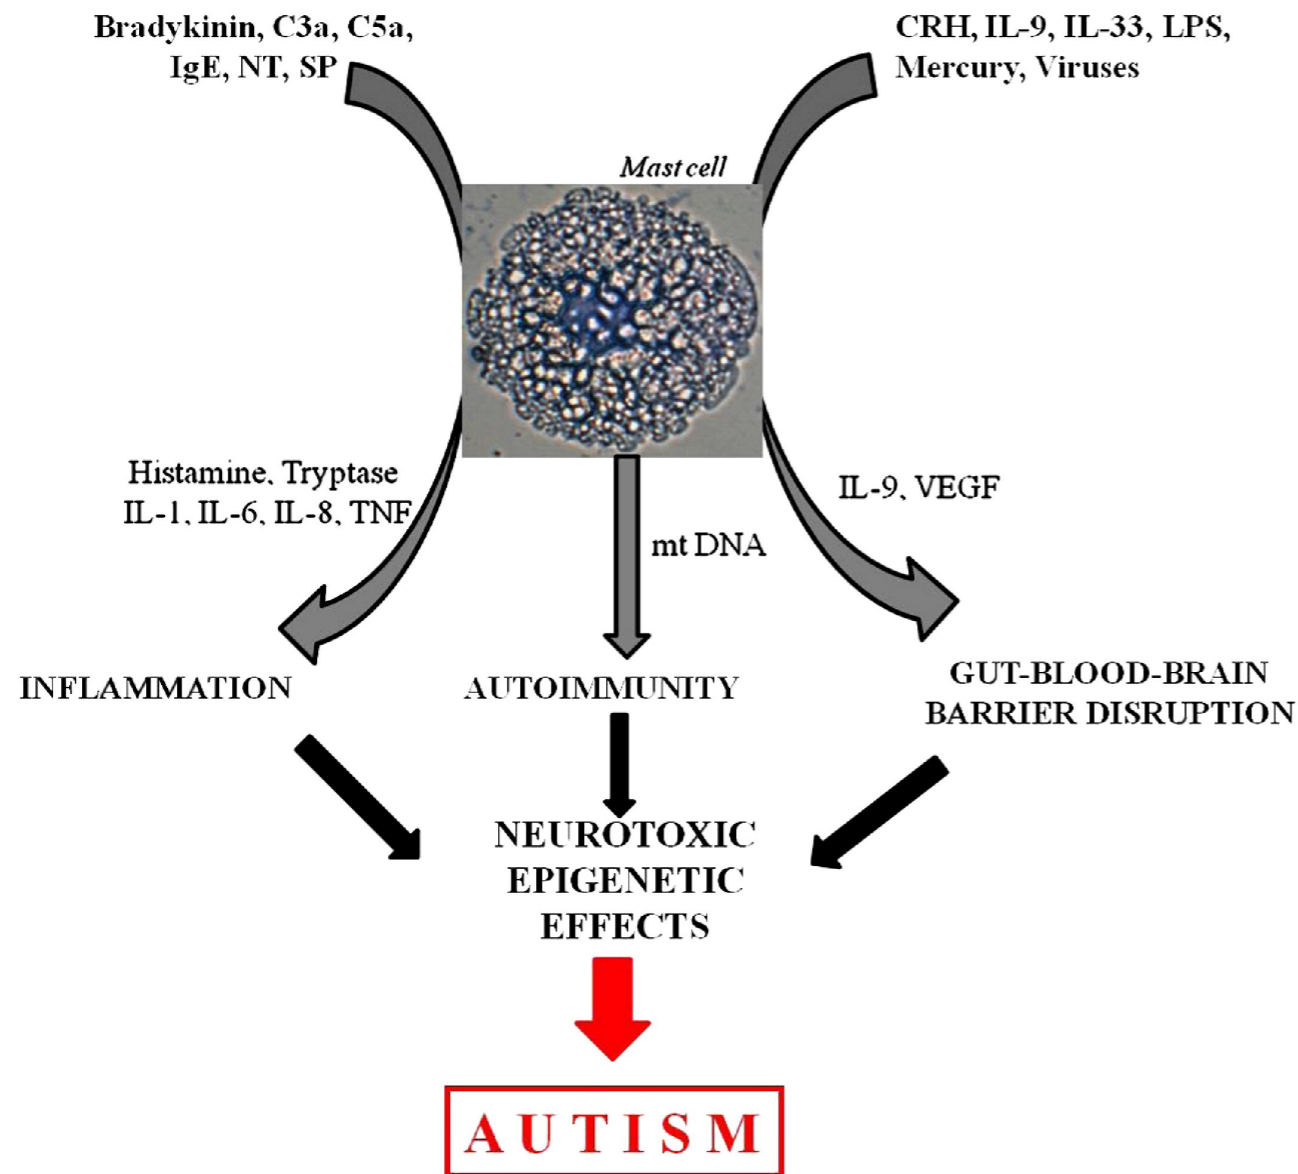 Bradykinin, C3a, C5a,
IgE, NT, SP
CRH, IL-9, IL-33, LPS,
Mercury, Viruses
Mast cell
Histamine, Tryptase
IL-1, IL-6, IL-8, TNF
IL-9, VEGF
mt DNA
INFLAMMATION
AUTOIMMUNITY
GUT-BLOOD-BRAIN
BARRIER DISRUPTION
NEUROTOXIC
EPIGENETIC
EFFECTS
AUTISM